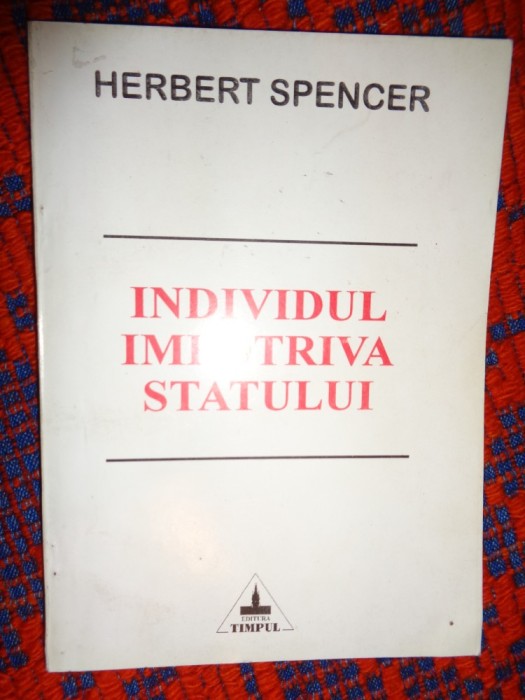 HERBERT SPENCER
INDIVIDUL
STATULUI
EDITURA
TIMPUL